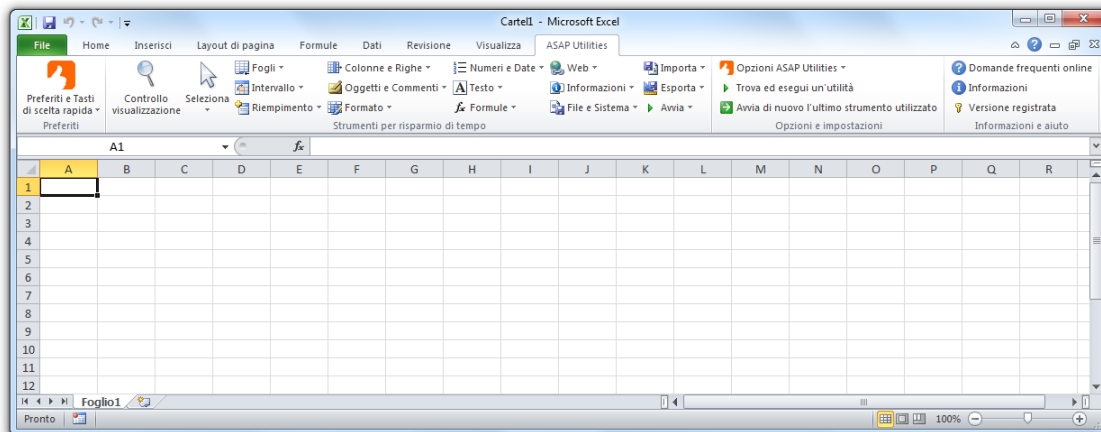 Cartel1 - Microsoft Excel
File Home Inserisci Layout di pagina Formule Dati Revisione Visualizza ASAP Utilities
Preferiti e Tasti di scelta rapida
Controllo visualizzazione
Seleziona
Fogli Colonne e Righe Numeri e Date Web Importa Opzioni ASAP Utilities Domande frequenti online
Intervallo Oggetti e Commenti Testo Informazioni Esporta Trova ed esegui un'utilità Informazioni
Riempimento Formato Formule File e Sistema Avvia Avvia di nuovo l'ultimo strumento utilizzato Versione registrata
Preferiti Strumenti per risparmio di tempo Opzioni e impostazioni Informazioni e aiuto
A1 fx
A B C D E F G H I J K L M N O P Q R
1
2
3
4
5
6
7
8
9
10
11
12
Foglio1
Pronto 100%